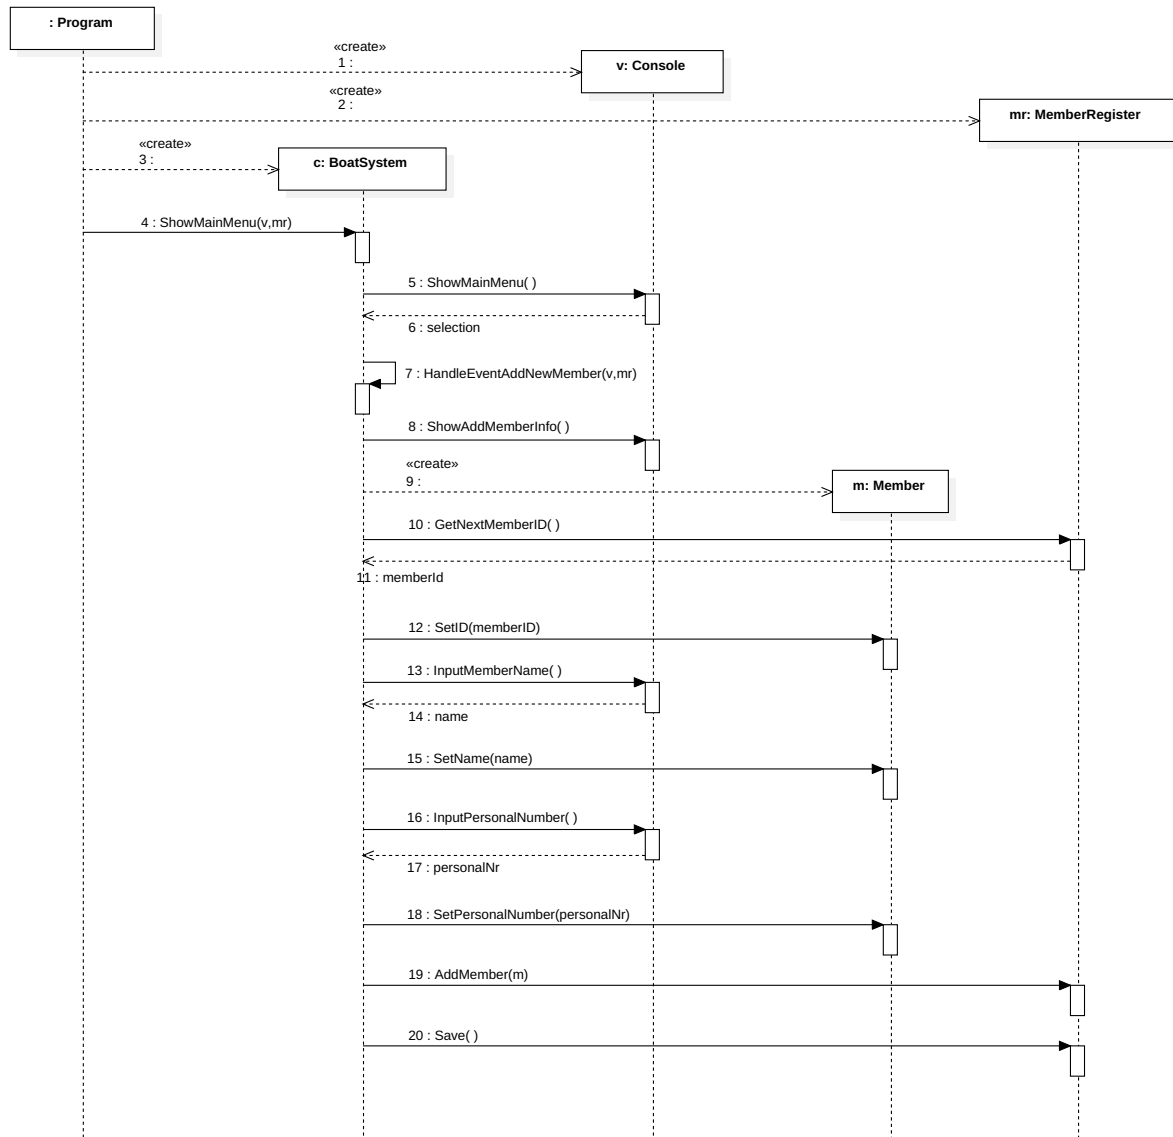 : Program
«create»
1 :
v: Console
«create»
2 :
mr: MemberRegister
«create»
3 :
c: BoatSystem
4 : ShowMainMenu(v,mr)
5 : ShowMainMenu( )
6 : selection
7 : HandleEventAddNewMember(v,mr)
8 : ShowAddMemberInfo( )
«create»
9 :
m: Member
10 : GetNextMemberID( )
11 : memberId
12 : SetID(memberID)
13 : InputMemberName( )
14 : name
15 : SetName(name)
16 : InputPersonalNumber( )
17 : personalNr
18 : SetPersonalNumber(personalNr)
19 : AddMember(m)
20 : Save( )